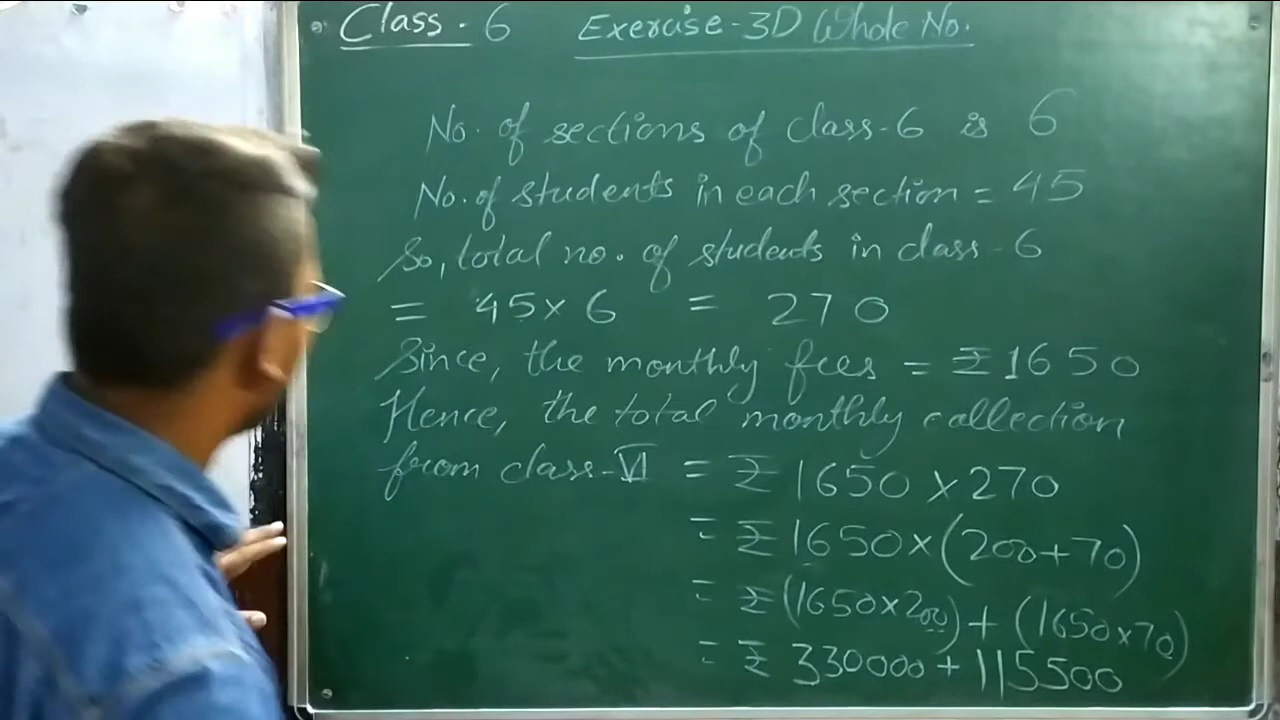 Class - 6 Exercise - 3D Whole No.
No. of sections of class-6 is 6
No. of students in each section = 45
So, total no. of students in class - 6
= 45 × 6 = 270
Since, the monthly fees = ₹ 1650
Hence, the total monthly collection
from class-VI = ₹ 1650 × 270
= ₹ 1650 × (200+70)
= ₹ (1650×200) + (1650×70)
= ₹ 330000 + 115500